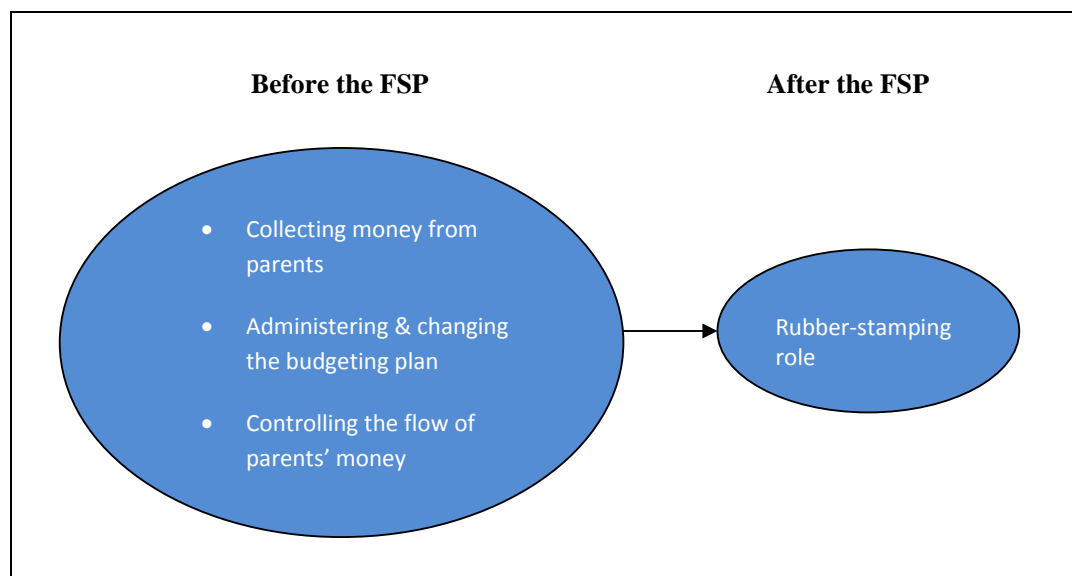 Before the FSP
After the FSP
• Collecting money from
parents
• Administering & changing
the budgeting plan
• Controlling the flow of
parents’ money
Rubber-stamping
role